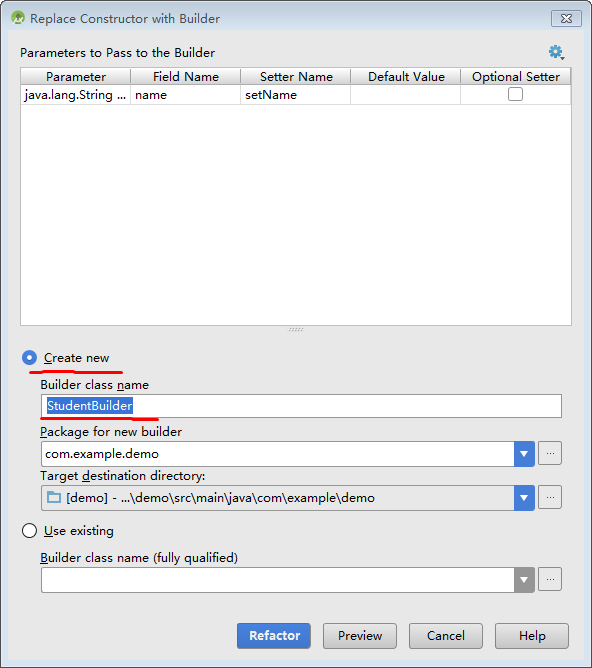 Replace Constructor with Builder
Parameters to Pass to the Builder
Parameter Field Name Setter Name Default Value Optional Setter
java.lang.String ... name setName
Create new
Builder class name
StudentBuilder
Package for new builder
com.example.demo
...
Target destination directory:
[demo] - ...\demo\src\main\java\com\example\demo
...
Use existing
Builder class name (fully qualified)
...
Refactor Preview Cancel Help